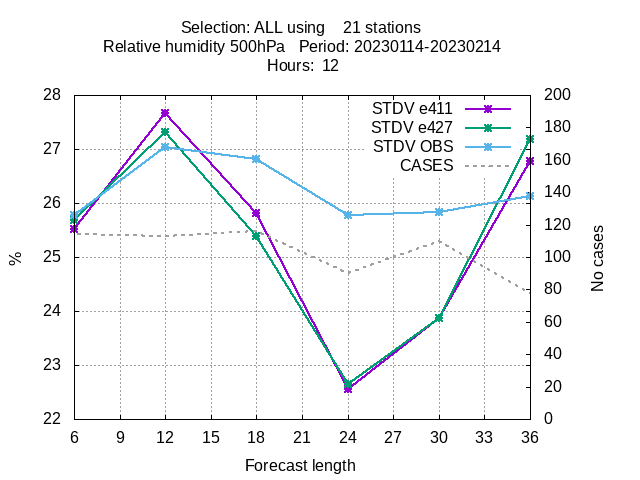 Selection: ALL using    21 stations
Relative humidity 500hPa   Period: 20230114-20230214
Hours:  12
STDV e411
STDV e427
STDV OBS
CASES
28
27
26
25
24
23
22
%
200
180
160
140
120
100
80
60
40
20
0
No cases
6 9 12 15 18 21 24 27 30 33 36
Forecast length